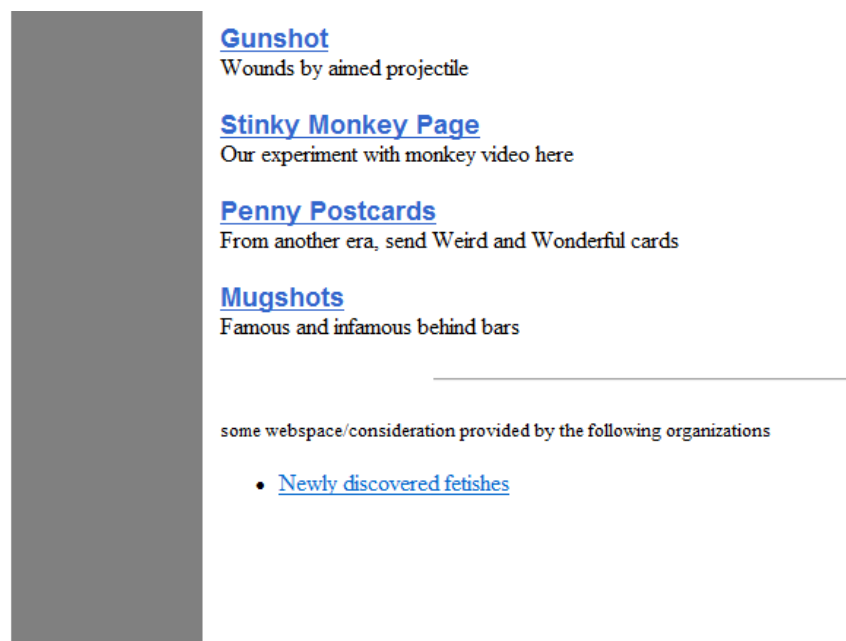 Gunshot
Wounds by aimed projectile
Stinky Monkey Page
Our experiment with monkey video here
Penny Postcards
From another era, send Weird and Wonderful cards
Mugshots
Famous and infamous behind bars
some webspace/consideration provided by the following organizations
• Newly discovered fetishes